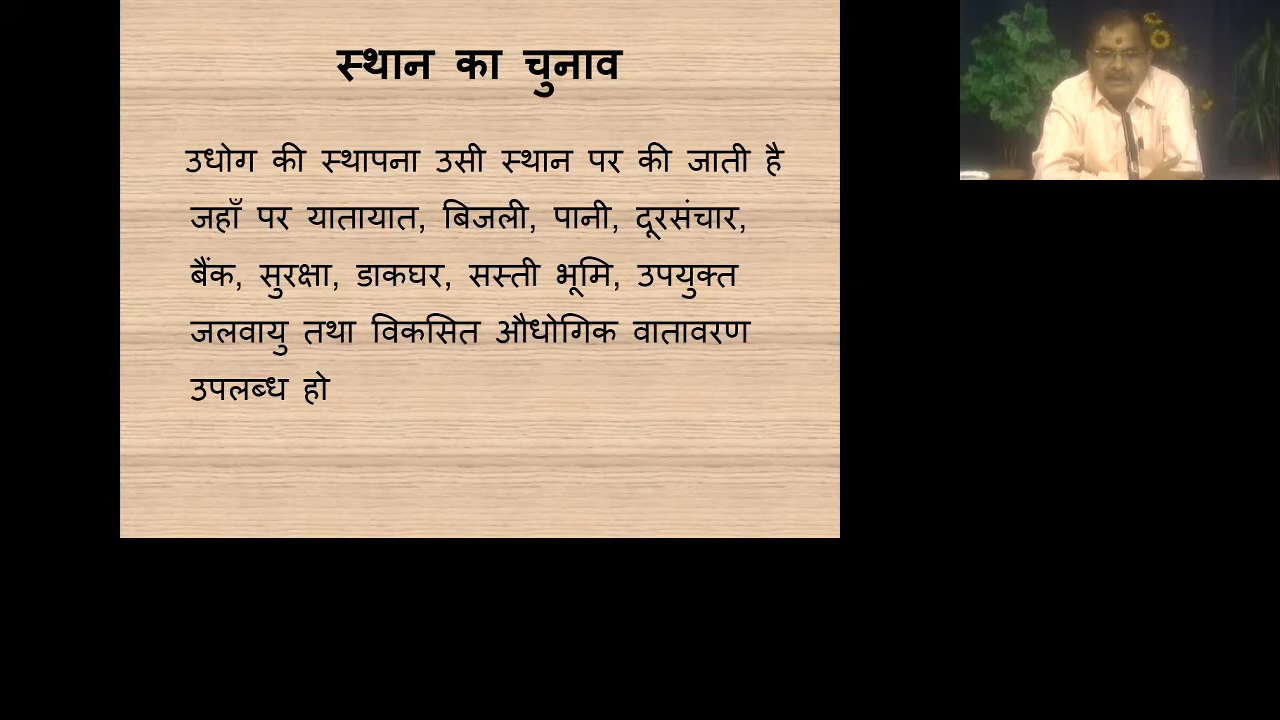 स्थान का चुनाव
उधोग की स्थापना उसी स्थान पर की जाती है
जहाँ पर यातायात, बिजली, पानी, दूरसंचार,
बैंक, सुरक्षा, डाकघर, सस्ती भूमि, उपयुक्त
जलवायु तथा विकसित औधोगिक वातावरण
उपलब्ध हो